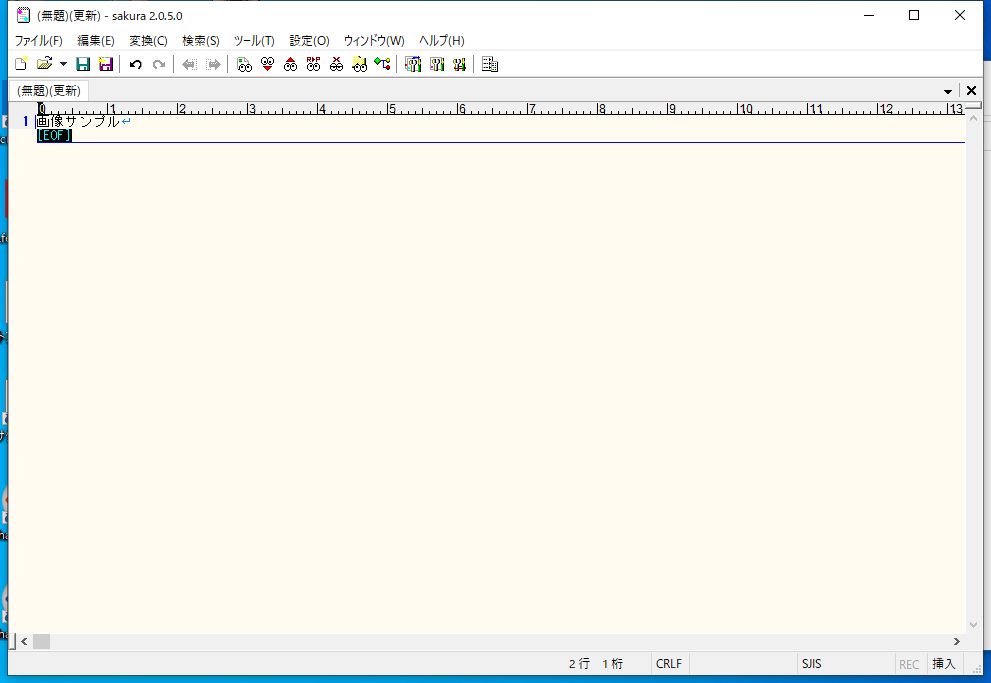 (無題)(更新) - sakura 2.0.5.0
ファイル(F) 編集(E) 変換(C) 検索(S) ツール(T) 設定(O) ウィンドウ(W) ヘルプ(H)
(無題)(更新)
0 1 2 3 4 5 6 7 8 9 10 11 12 13
1 画像サンプル↵
[EOF]
2 行 1 桁 CRLF SJIS REC 挿入